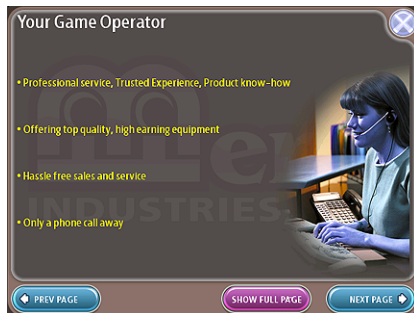 Your Game Operator
• Professional service, Trusted Experience, Product know-how
• Offering top quality, high earning equipment
• Hassle free sales and service
• Only a phone call away
INDUSTRIES
PREV PAGE
SHOW FULL PAGE
NEXT PAGE